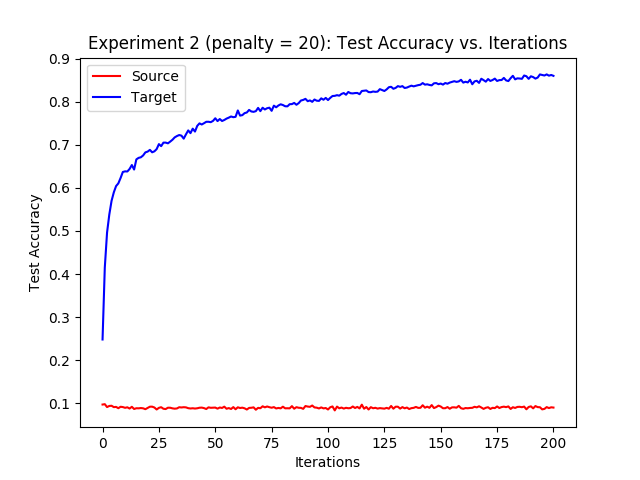 Experiment 2 (penalty = 20): Test Accuracy vs. Iterations
Source
Target
0.9
0.8
0.7
0.6
0.5
0.4
0.3
0.2
0.1
Test Accuracy
0 25 50 75 100 125 150 175 200
Iterations